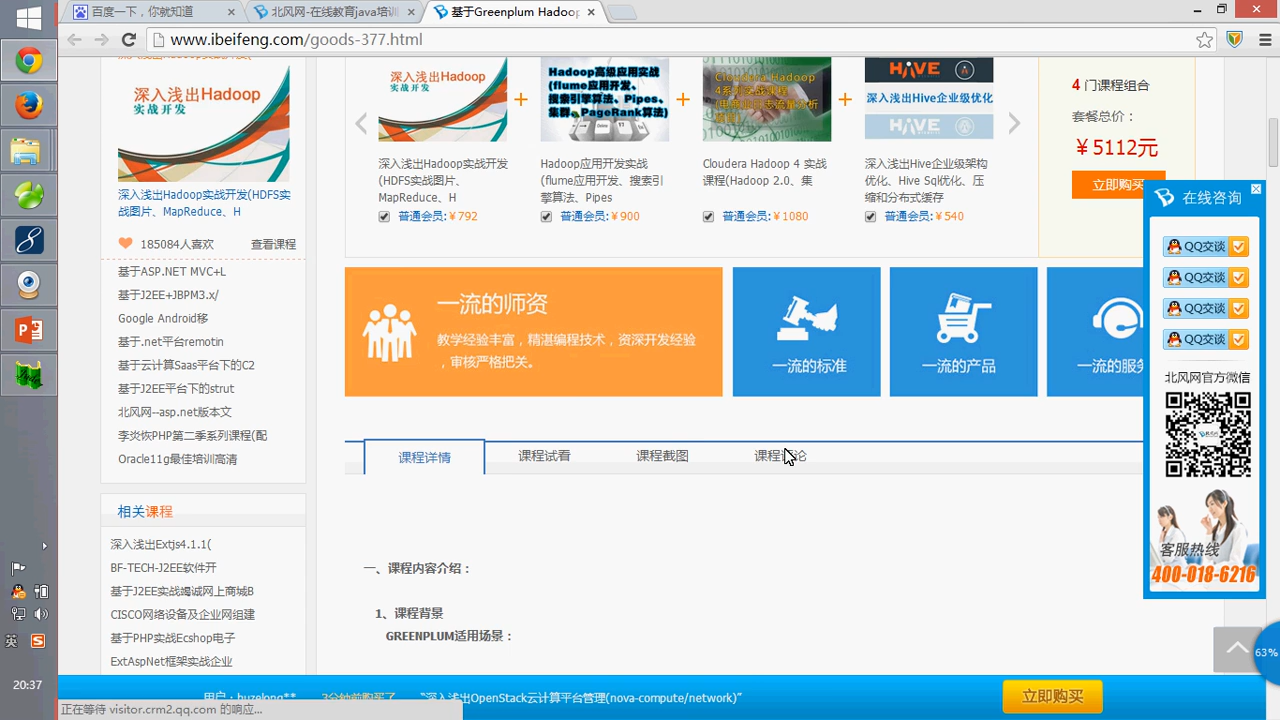 百度一下，你就知道
北风网-在线教育java培训
基于Greenplum Hadoop
www.ibeifeng.com/goods-377.html
深入浅出Hadoop
实战开发
深入浅出Hadoop实战开发(HDFS实
战图片、MapReduce、H
185084人喜欢
查看课程
基于ASP.NET MVC+L
基于J2EE+JBPM3.x/
Google Android移
基于.net平台remotin
基于云计算Saas平台下的C2
基于J2EE平台下的strut
北风网--asp.net版本文
李炎恢PHP第二季系列课程(配
Oracle11g最佳培训高清
相关课程
深入浅出Extjs4.1.1(
BF-TECH-J2EE软件开
基于J2EE实战竭诚网上商城B
CISCO网络设备及企业网组建
基于PHP实战Ecshop电子
ExtAspNet框架实战企业
深入浅出Hadoop
实战开发
深入浅出Hadoop实战开发
(HDFS实战图片、
MapReduce、H
普通会员:￥792
Hadoop高级应用实战
(flume应用开发、
搜索引擎算法、Pipes、
集群、PageRank算法)
Hadoop应用开发实战
(flume应用开发、搜索引
擎算法、Pipes
普通会员:￥900
Cloudera Hadoop
Cloudera Hadoop 4 实战
课程(Hadoop 2.0、集
普通会员:￥1080
HIVE
深入浅出Hive企业级优化
HIVE
深入浅出Hive企业级架构
优化、Hive Sql优化、压
缩和分布式缓存
普通会员:￥540
4 门课程组合
套餐总价：
￥5112元
立即购买
一流的师资
教学经验丰富，精湛编程技术，资深开发经验
，审核严格把关。
一流的标准
一流的产品
一流的服务
课程详情
课程试看
课程截图
课程评论
一、课程内容介绍：
1、课程背景
GREENPLUM适用场景：
在线咨询
QQ交谈
QQ交谈
QQ交谈
QQ交谈
北风网官方微信
客服热线
400-018-6216
63%
用户：huzelong**
3分钟前购买了
“深入浅出OpenStack云计算平台管理(nova-compute/network)”
立即购买
正在等待 visitor.crm2.qq.com 的响应...
英
20:37